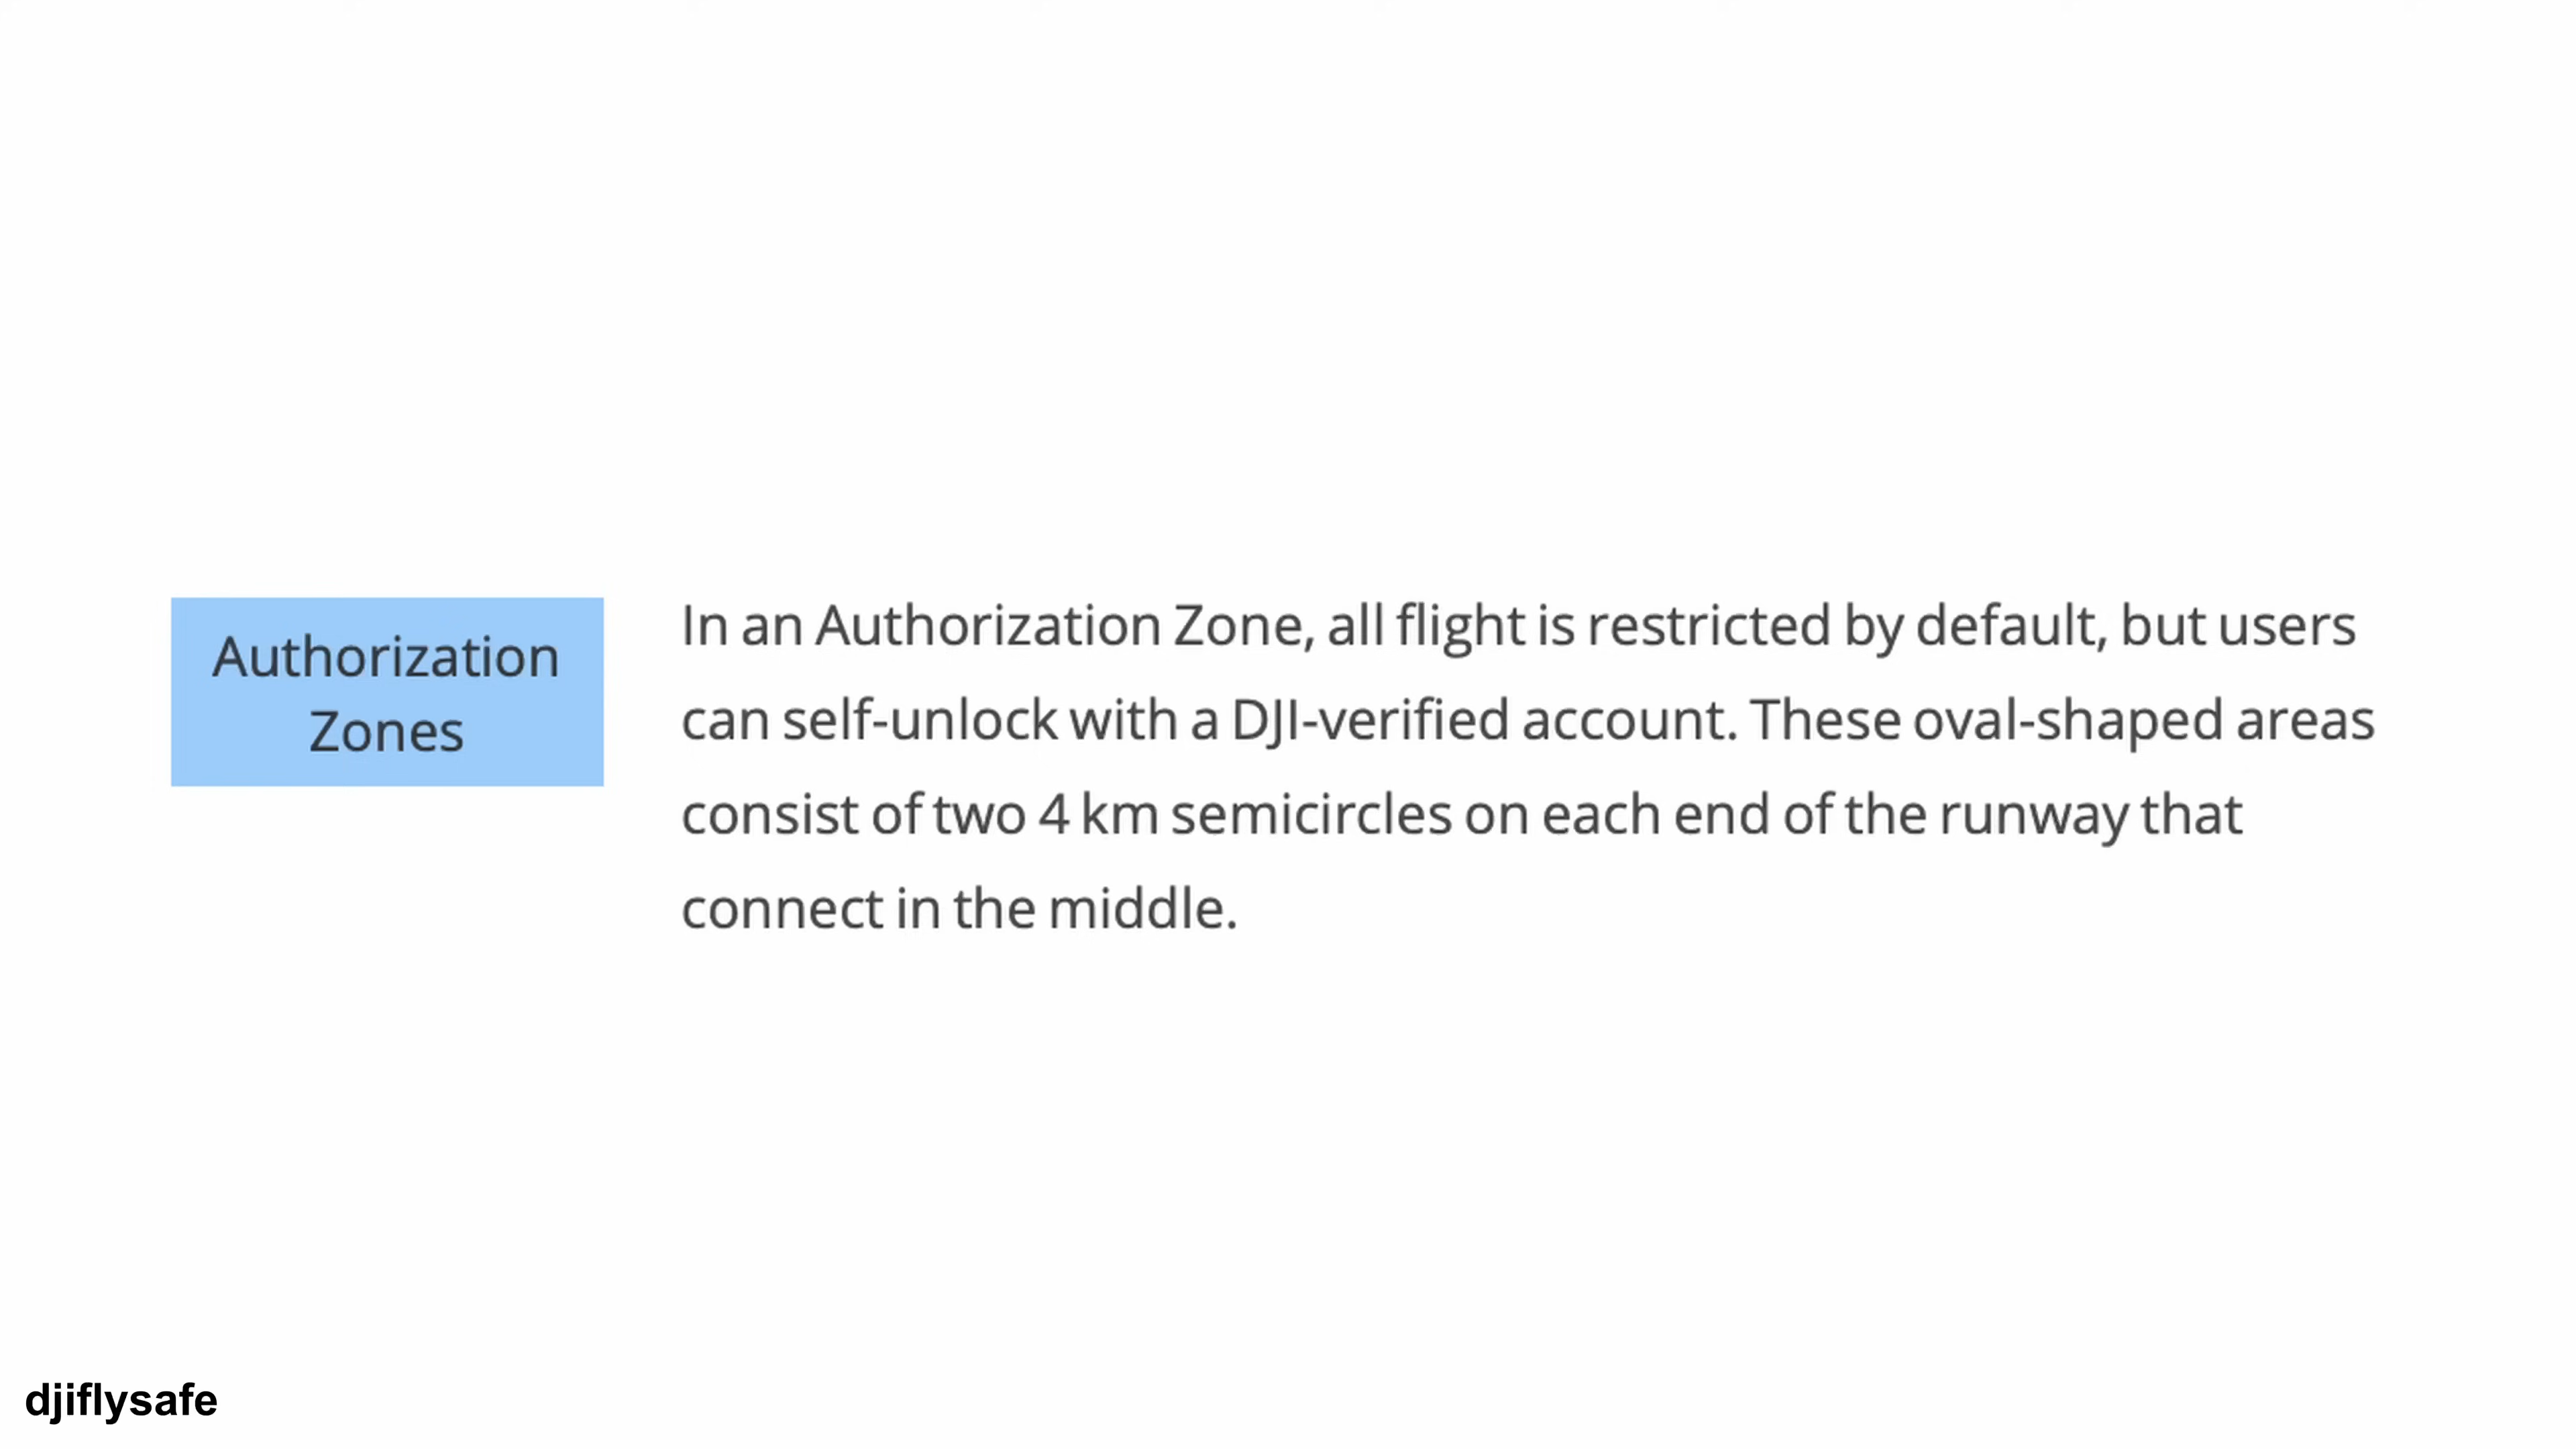 Authorization
Zones
In an Authorization Zone, all flight is restricted by default, but users
can self-unlock with a DJI-verified account. These oval-shaped areas
consist of two 4 km semicircles on each end of the runway that
connect in the middle.
djiflysafe